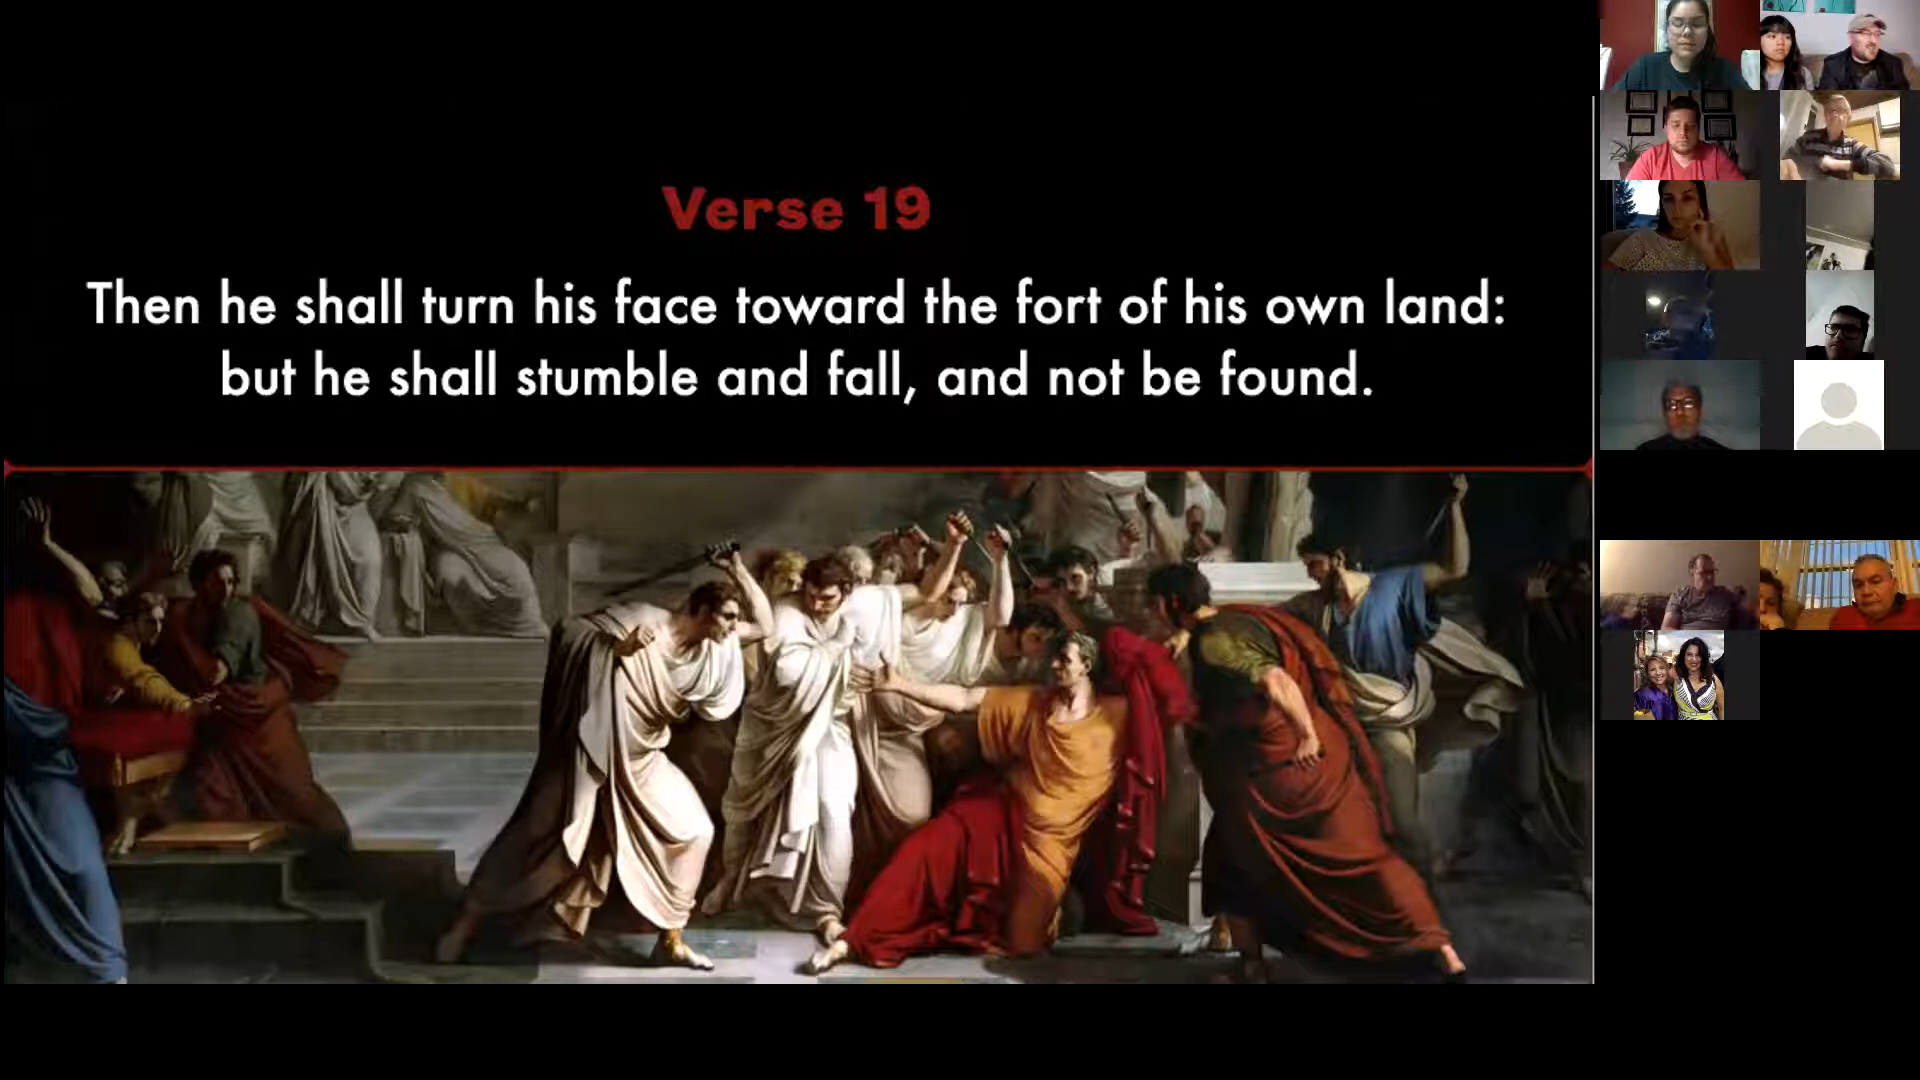 Verse 19
Then he shall turn his face toward the fort of his own land:
but he shall stumble and fall, and not be found.